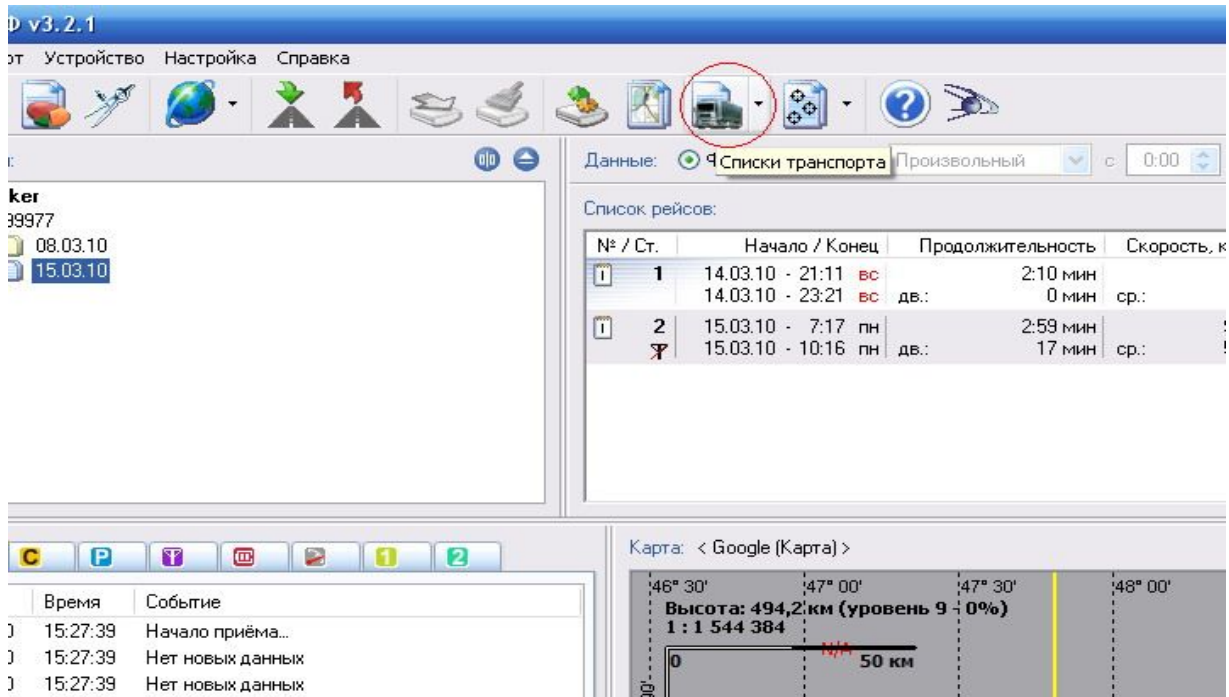 Ф v3.2.1
от Устройство Настройка Справка
Данные: Списки транспорта Произвольный с 0:00
ker
99977
08.03.10
15.03.10
Список рейсов:
№ / Ст. Начало / Конец Продолжительность Скорость, к
1 14.03.10 - 21:11 вс 2:10 мин
14.03.10 - 23:21 вс дв.: 0 мин ср.:
2 15.03.10 - 7:17 пн 2:59 мин
15.03.10 - 10:16 пн дв.: 17 мин ср.:
C P T 1 2
Время Событие
15:27:39 Начало приёма...
15:27:39 Нет новых данных
15:27:39 Нет новых данных
Карта: < Google (Карта) >
46° 30' 47° 00' 47° 30' 48° 00'
Высота: 494,2 км (уровень 9 - 0%)
1 : 1 544 384
N/A
0 50 км